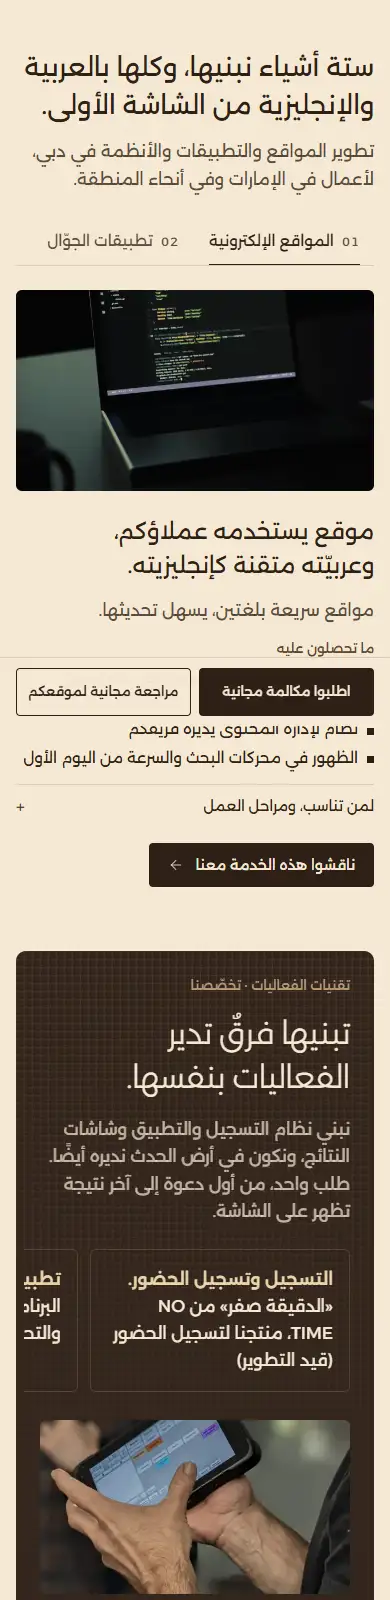 ستة أشياء نبنيها، وكلها بالعربية
والإنجليزية من الشاشة الأولى.
تطوير المواقع والتطبيقات والأنظمة في دبي،
لأعمال في الإمارات وفي أنحاء المنطقة.
01 المواقع الإلكترونية
02 تطبيقات الجوّال
موقع يستخدمه عملاؤكم،
وعربيّته متقنة كإنجليزيته.
مواقع سريعة بلغتين، يسهل تحديثها.
ما تحصلون عليه
اطلبوا مكالمة مجانية
مراجعة مجانية لموقعكم
نظام لإدارة المحتوى يديره فريقكم
الظهور في محركات البحث والسرعة من اليوم الأول
لمن تناسب، ومراحل العمل +
ناقشوا هذه الخدمة معنا ←
تقنيات الفعاليات · تخصّصنا
تبنيها فرقٌ تدير
الفعاليات بنفسها.
نبني نظام التسجيل والتطبيق وشاشات
النتائج، ونكون في أرض الحدث نديره أيضًا.
طلب واحد، من أول دعوة إلى آخر نتيجة
تظهر على الشاشة.
التسجيل وتسجيل الحضور.
«الدقيقة صفر» من NO
TIME، منتجنا لتسجيل الحضور
(قيد التطوير)